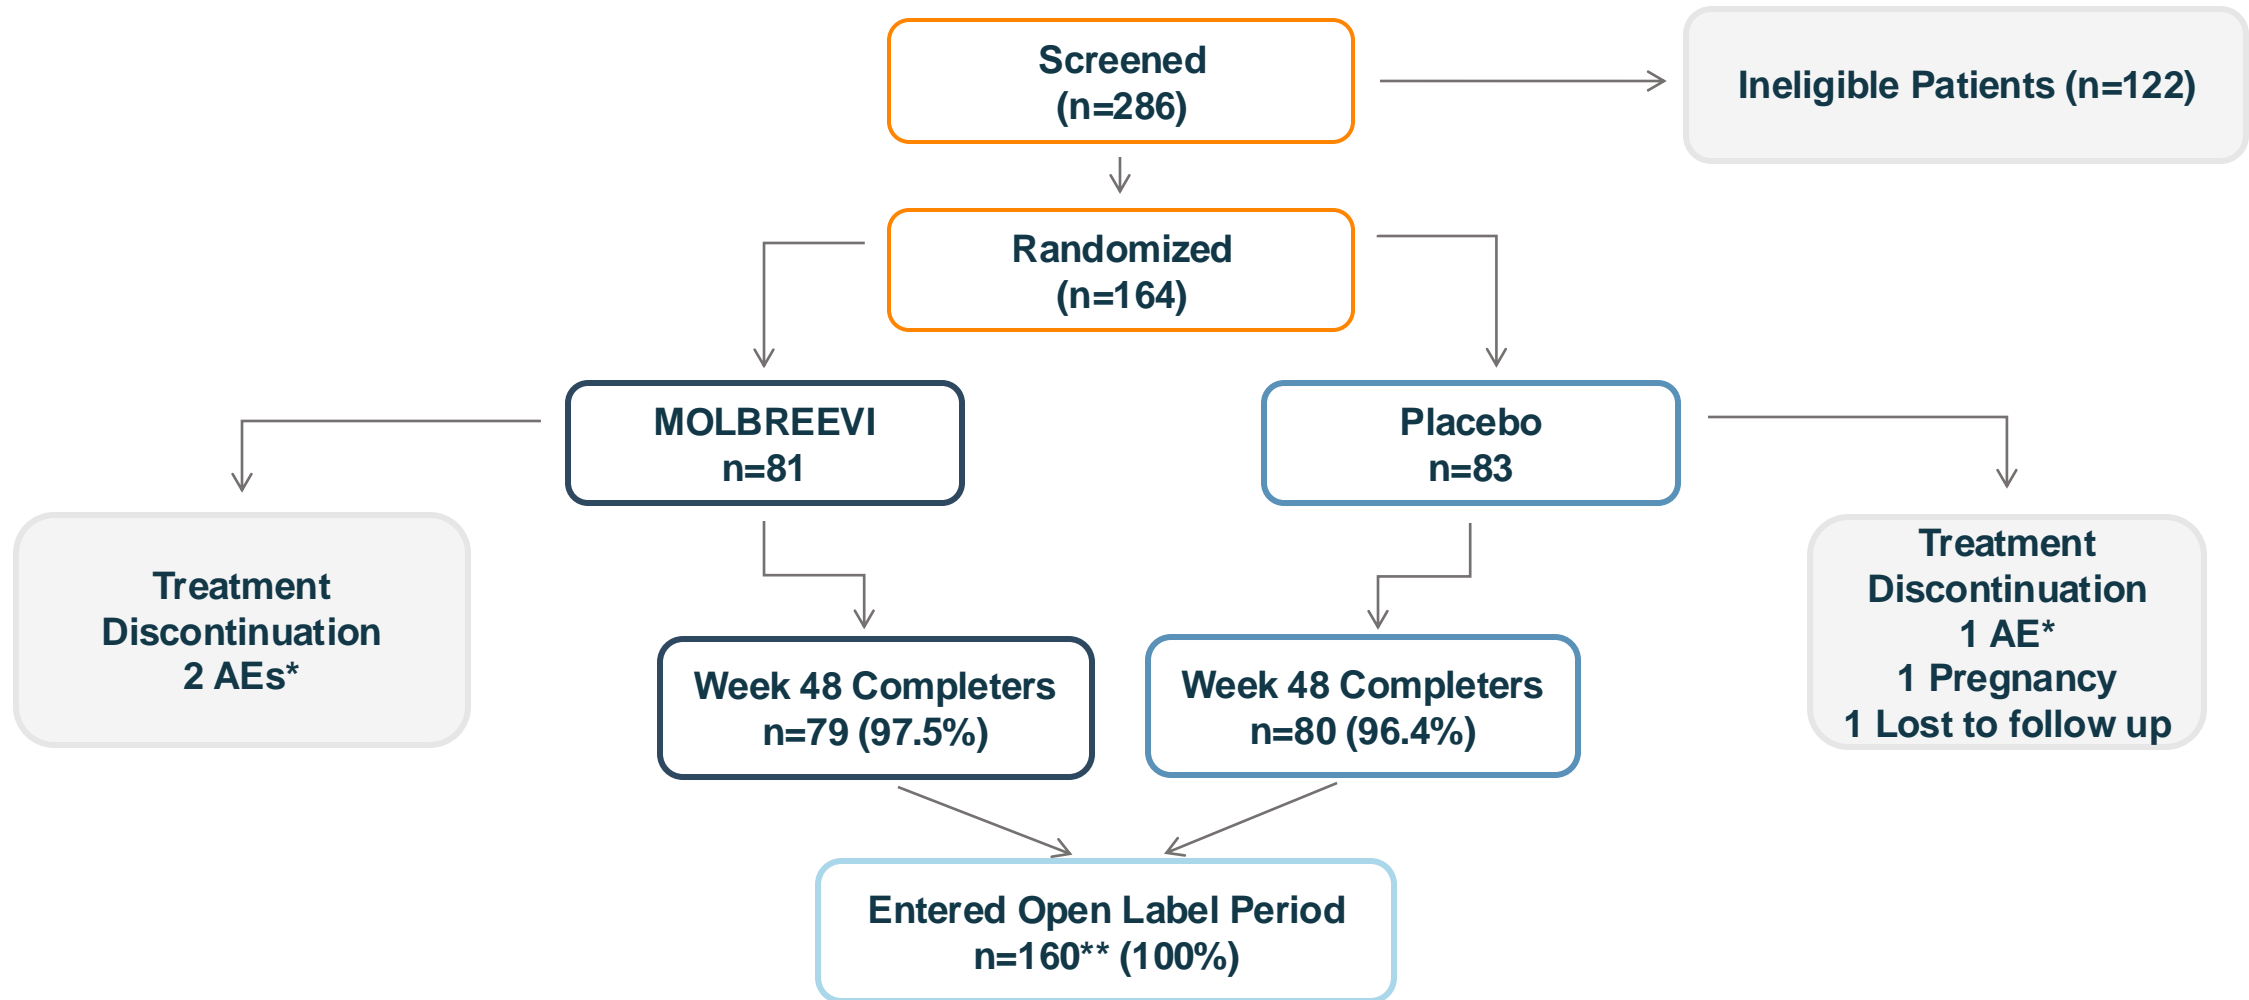 Screened
(n=286)
Ineligible Patients (n=122)
Randomized
(n=164)
MOLBREEVI
n=81
Placebo
n=83
Treatment
Discontinuation
2 AEs*
Week 48 Completers
n=79 (97.5%)
Week 48 Completers
n=80 (96.4%)
Treatment
Discontinuation
1 AE*
1 Pregnancy
1 Lost to follow up
Entered Open Label Period
n=160** (100%)